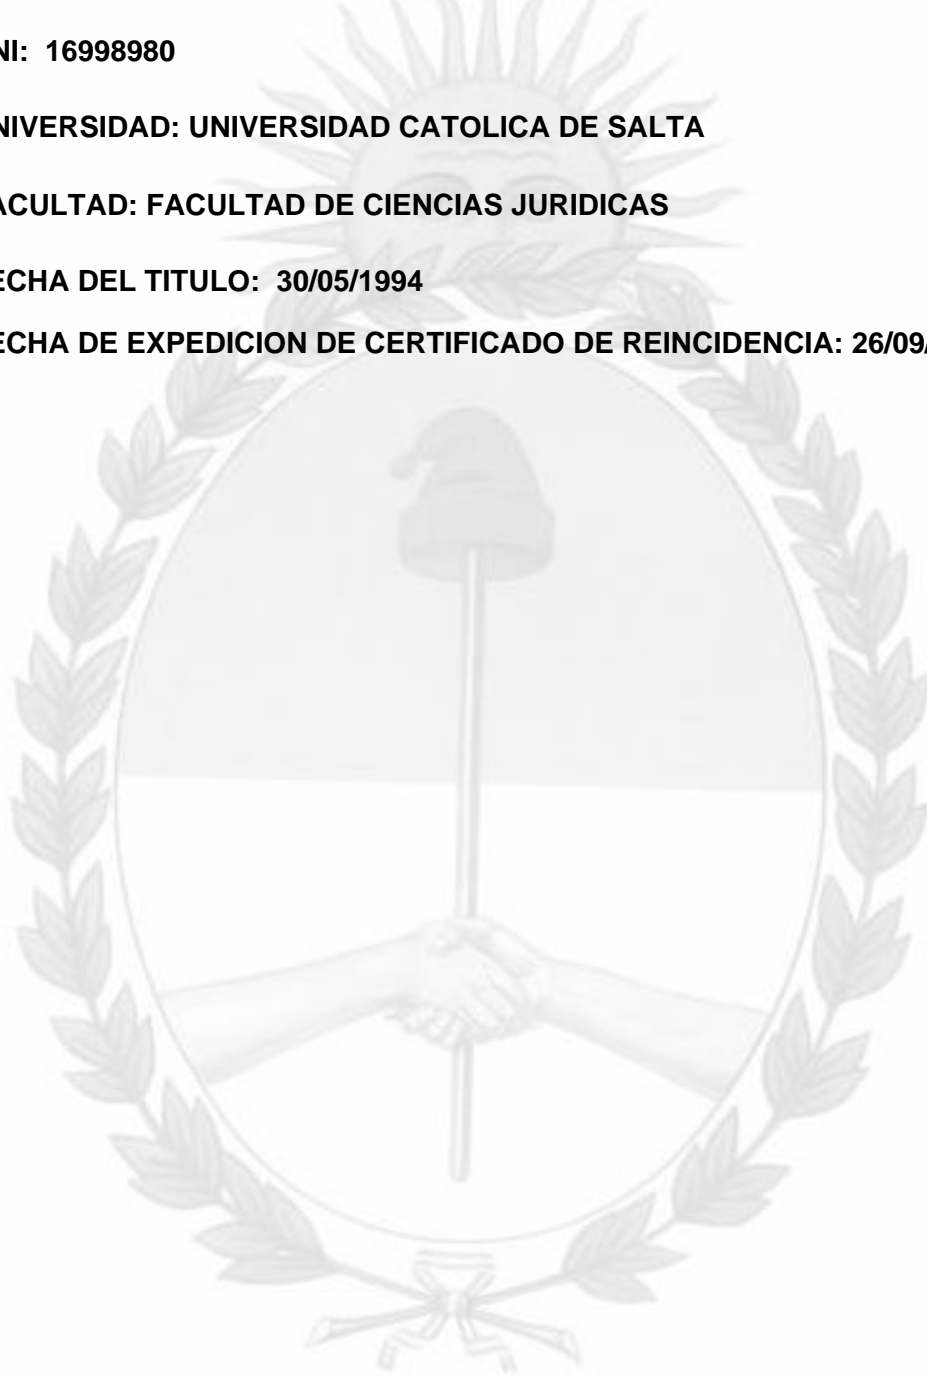 NI: 16998980
NIVERSIDAD: UNIVERSIDAD CATOLICA DE SALTA
ACULTAD: FACULTAD DE CIENCIAS JURIDICAS
ECHA DEL TITULO: 30/05/1994
ECHA DE EXPEDICION DE CERTIFICADO DE REINCIDENCIA: 26/09/